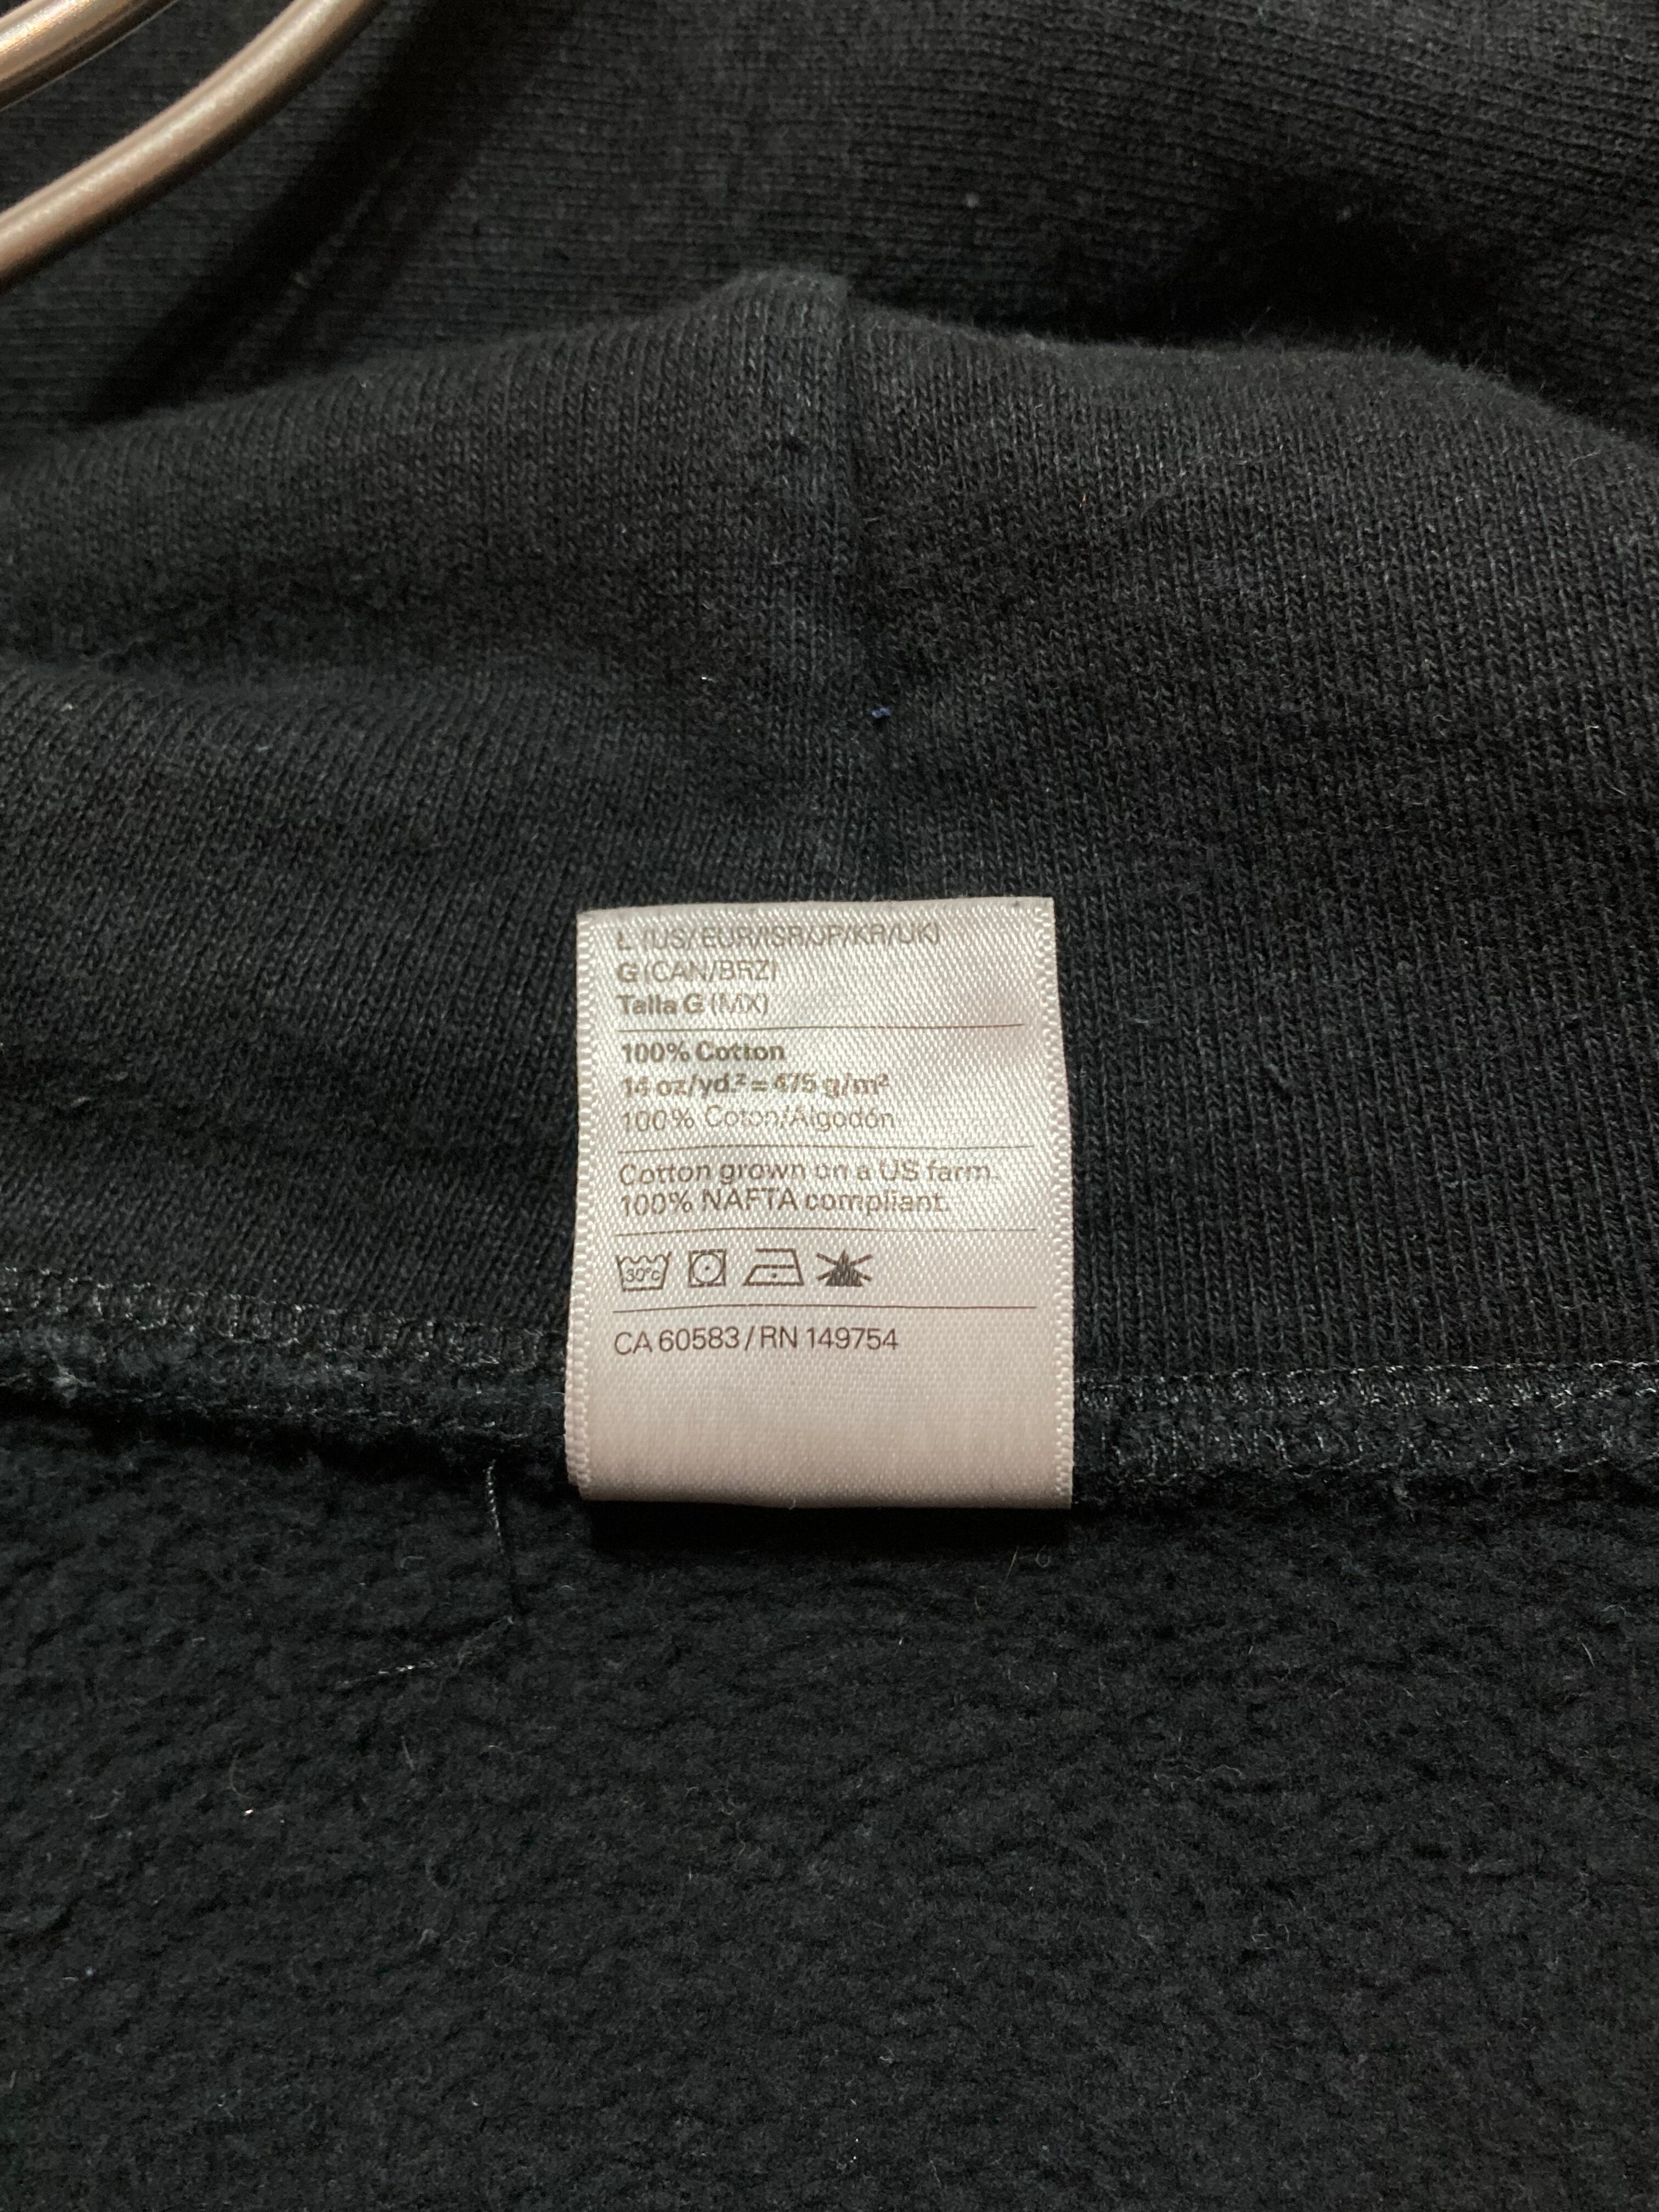 L (US/EUR/ISR/JP/KR/UK)
G (CAN/BRZ)
Talla G (MX)
100% Cotton
14 oz/yd.² = 475 g/m²
100% Coton/Algodón
Cotton grown on a US farm.
100% NAFTA compliant.
30°c
CA 60583 / RN 149754